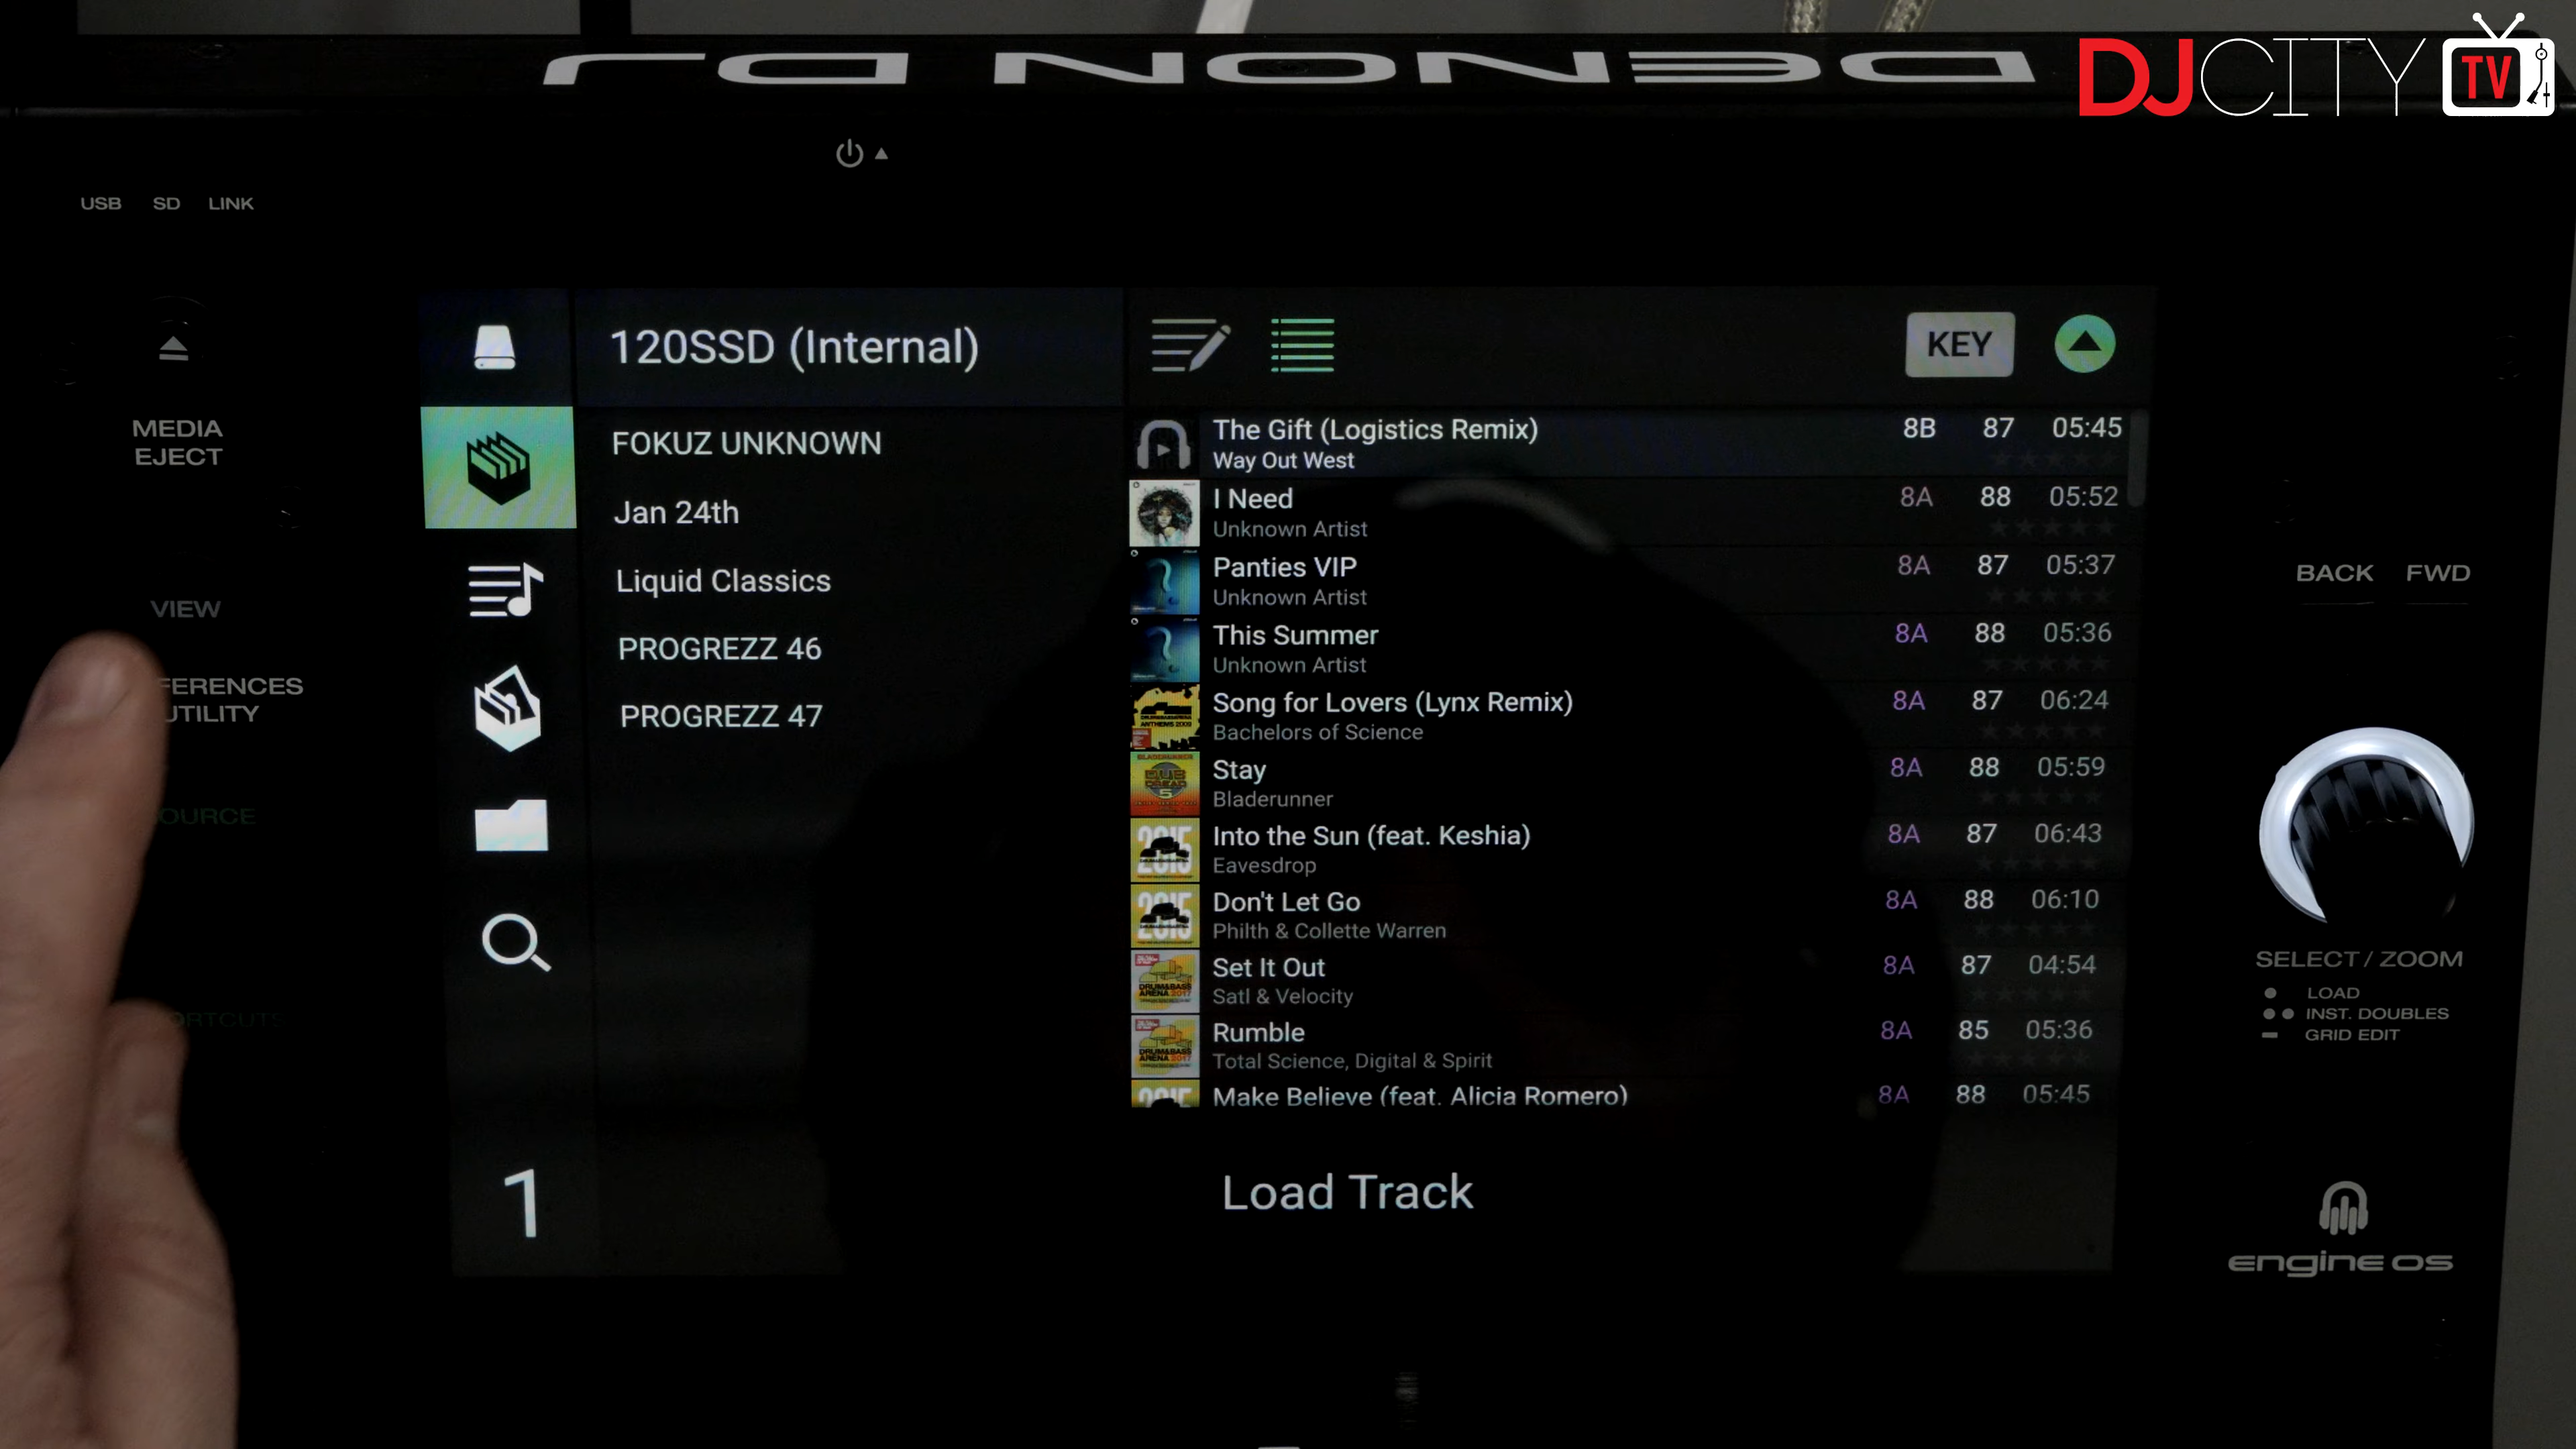 DENON DJ
DJCITY TV
USB SD LINK
MEDIA
EJECT
VIEW
BACK FWD
SELECT / ZOOM
LOAD
INST. DOUBLES
GRID EDIT
engine os
120SSD (Internal)
FOKUZ UNKNOWN
Jan 24th
Liquid Classics
PROGREZZ 46
PROGREZZ 47
1
KEY
The Gift (Logistics Remix) 8B 87 05:45
Way Out West
I Need 8A 88 05:52
Unknown Artist
Panties VIP 8A 87 05:37
Unknown Artist
This Summer 8A 88 05:36
Unknown Artist
Song for Lovers (Lynx Remix) 8A 87 06:24
Bachelors of Science
Stay 8A 88 05:59
Bladerunner
Into the Sun (feat. Keshia) 8A 87 06:43
Eavesdrop
Don't Let Go 8A 88 06:10
Philth & Collette Warren
Set It Out 8A 87 04:54
Satl & Velocity
Rumble 8A 85 05:36
Total Science, Digital & Spirit
Make Believe (feat. Alicia Romero) 8A 88 05:45
Load Track